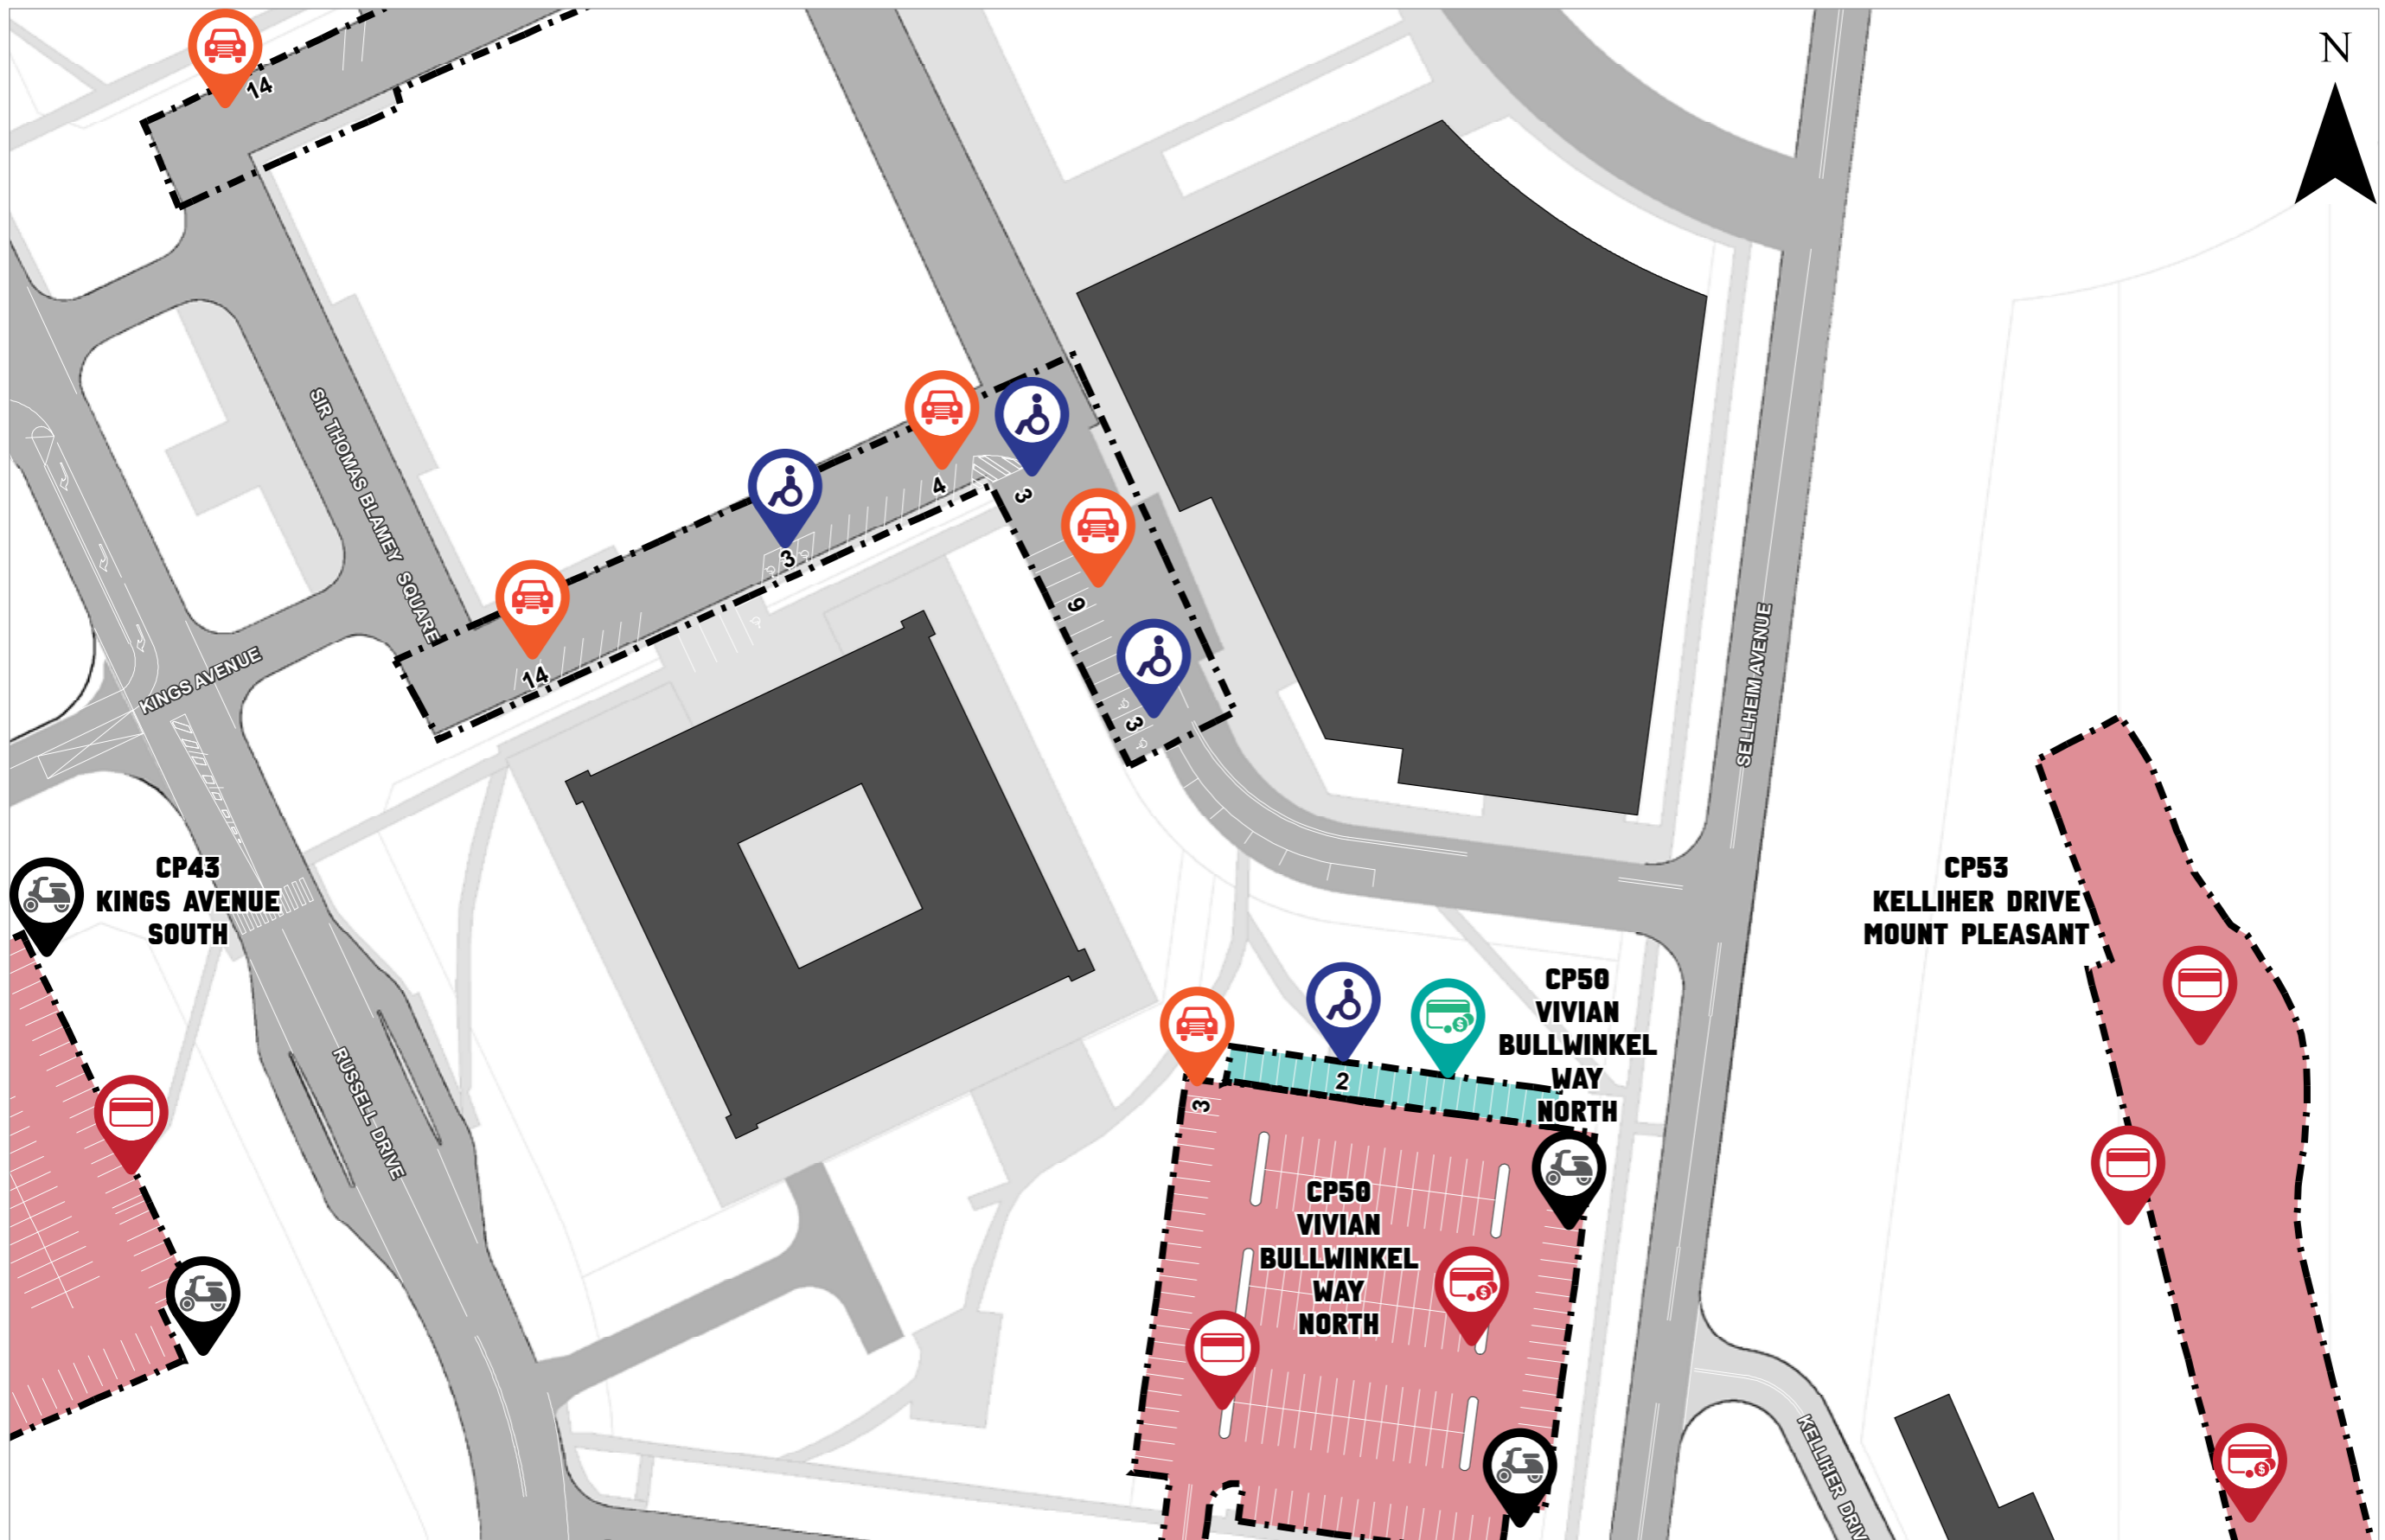 N
14
SIR THOMAS BLAMEY SQUARE
4
3
3
9
14
3
KINGS AVENUE
SELLHEIM AVENUE
CP43
KINGS AVENUE
SOUTH
CP53
KELLIHER DRIVE
MOUNT PLEASANT
CP50
VIVIAN
BULLWINKEL
WAY
NORTH
2
3
RUSSELL DRIVE
CP50
VIVIAN
BULLWINKEL
WAY
NORTH
KELLIHER DRIV
$
$
$